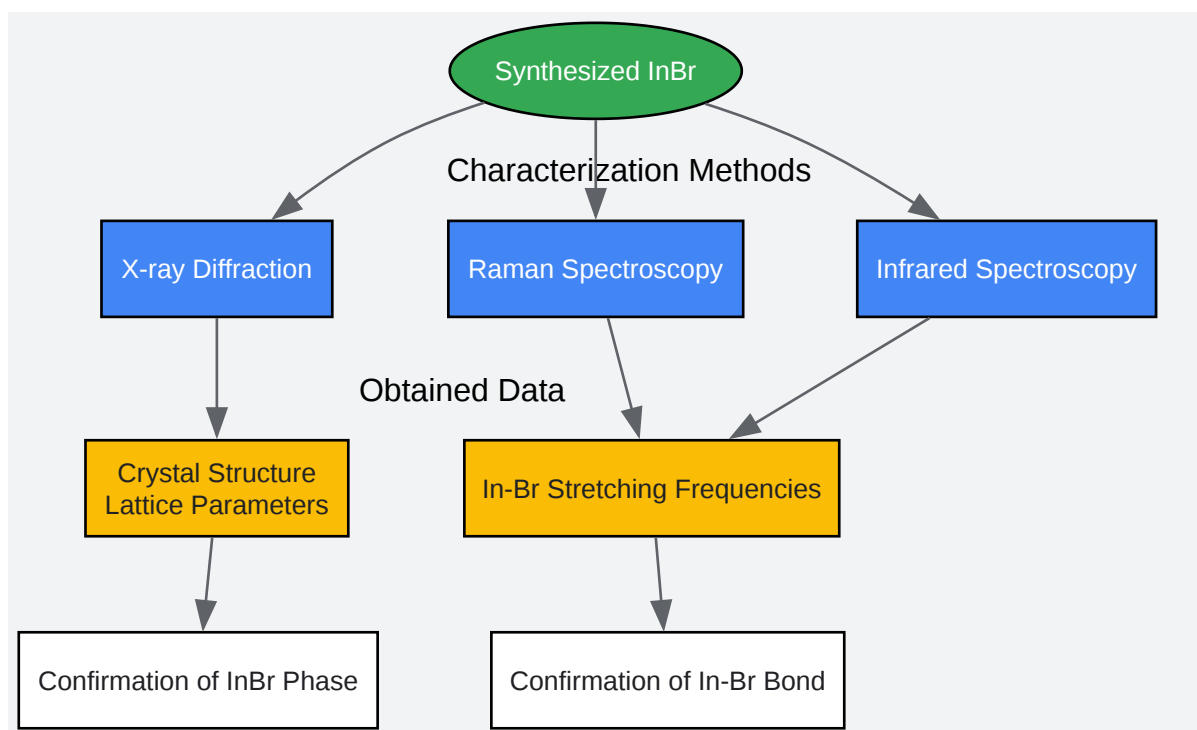 Synthesized InBr
Characterization Methods
X-ray Diffraction
Raman Spectroscopy
Infrared Spectroscopy
Obtained Data
Crystal Structure
Lattice Parameters
In-Br Stretching Frequencies
Confirmation of InBr Phase
Confirmation of In-Br Bond